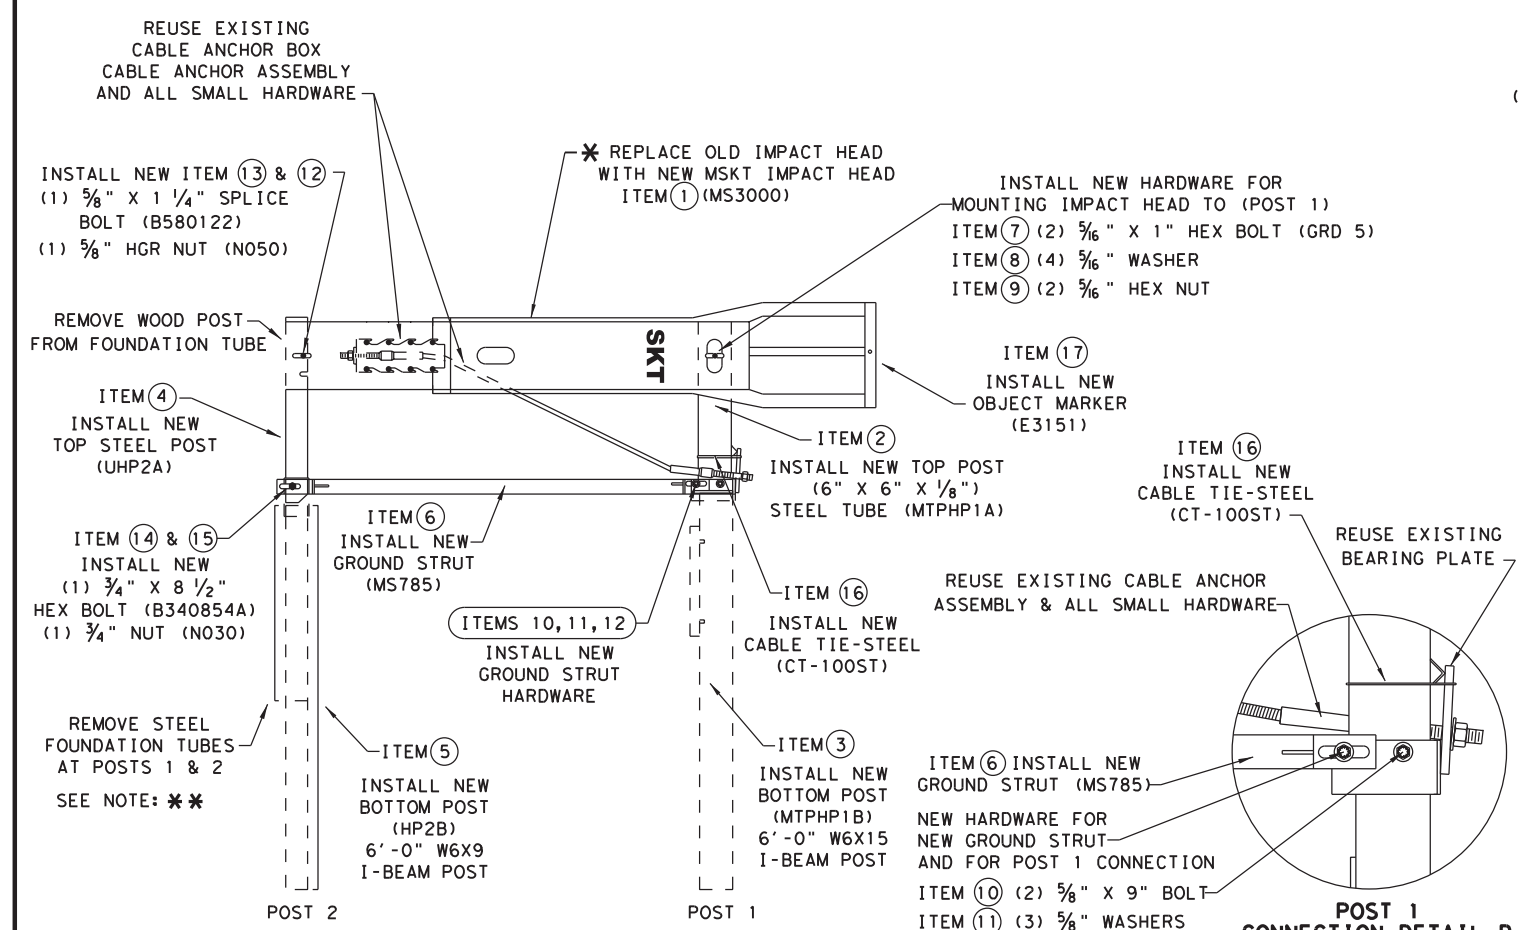 REUSE EXISTING
CABLE ANCHOR BOX
CABLE ANCHOR ASSEMBLY
AND ALL SMALL HARDWARE
INSTALL NEW ITEM 13 & 12
(1) 5/8" X 1 1/4" SPLICE
BOLT (B580122)
(1) 5/8" HGR NUT (N050)
* REPLACE OLD IMPACT HEAD
WITH NEW MSKT IMPACT HEAD
ITEM 1 (MS3000)
INSTALL NEW HARDWARE FOR
MOUNTING IMPACT HEAD TO (POST 1)
ITEM 7 (2) 5/16" X 1" HEX BOLT (GRD 5)
ITEM 8 (4) 5/16" WASHER
ITEM 9 (2) 5/16" HEX NUT
REMOVE WOOD POST
FROM FOUNDATION TUBE
SKT
ITEM 17
INSTALL NEW
OBJECT MARKER
(E3151)
ITEM 4
INSTALL NEW
TOP STEEL POST
(UHP2A)
ITEM 2
INSTALL NEW TOP POST
(6" X 6" X 1/8")
STEEL TUBE (MTPHP1A)
ITEM 16
INSTALL NEW
CABLE TIE-STEEL
(CT-100ST)
REUSE EXISTING
BEARING PLATE
ITEM 14 & 15
INSTALL NEW
(1) 3/4" X 8 1/2"
HEX BOLT (B340854A)
(1) 3/4" NUT (N030)
ITEM 6
INSTALL NEW
GROUND STRUT
(MS785)
ITEMS 10,11,12
INSTALL NEW
GROUND STRUT
HARDWARE
ITEM 16
INSTALL NEW
CABLE TIE-STEEL
(CT-100ST)
REUSE EXISTING CABLE ANCHOR
ASSEMBLY & ALL SMALL HARDWARE
REMOVE STEEL
FOUNDATION TUBES
AT POSTS 1 & 2
SEE NOTE: **
ITEM 5
INSTALL NEW
BOTTOM POST
(HP2B)
6'-0" W6X9
I-BEAM POST
ITEM 3
INSTALL NEW
BOTTOM POST
(MTPHP1B)
6'-0" W6X15
I-BEAM POST
ITEM 6 INSTALL NEW
GROUND STRUT (MS785)
NEW HARDWARE FOR
NEW GROUND STRUT
AND FOR POST 1 CONNECTION
ITEM 10 (2) 5/8" X 9" BOLT
ITEM 11 (3) 5/8" WASHERS
POST 2
POST 1
POST 1
CONNECTION DETAIL